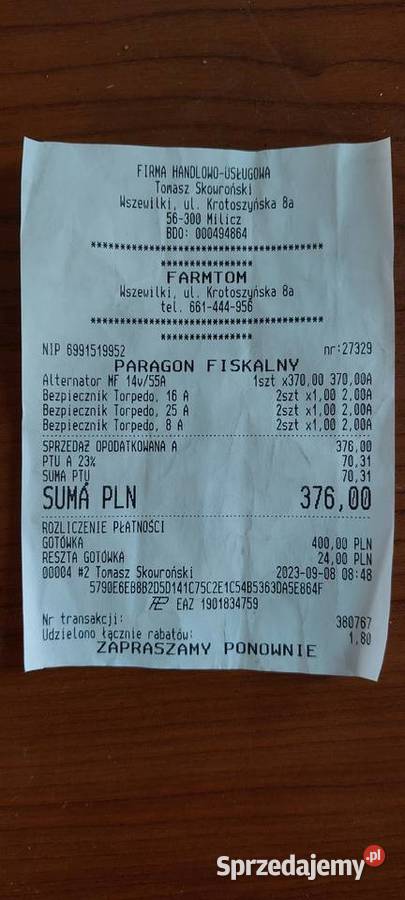 FIRMA HANDLOWO-USŁUGOWA
Tomasz Skowroński
Wszewilki, ul. Krotoszyńska 8a
56-300 Milicz
BDO: 000494864
********************************
***************
FARMTOM
Wszewilki, ul. Krotoszyńska 8a
tel. 661-444-956
********************************
***************
NIP 6991519952 nr:27329
PARAGON FISKALNY
Alternator MF 14v/55A 1szt x370,00 370,00A
Bezpiecznik Torpedo, 16 A 2szt x1,00 2,00A
Bezpiecznik Torpedo, 25 A 2szt x1,00 2,00A
Bezpiecznik Torpedo, 8 A 2szt x1,00 2,00A
SPRZEDAŻ OPODATKOWANA A 376,00
PTU A 23% 70,31
SUMA PTU 70,31
SUMA PLN 376,00
ROZLICZENIE PŁATNOŚCI
GOTÓWKA 400,00 PLN
RESZTA GOTÓWKA 24,00 PLN
00004 #2 Tomasz Skowroński 2023-09-08 08:48
5790E6EB8B2D5D141C75C2E1C54B5363DA5E864F
EAZ 1901834759
Nr transakcji: 380767
Udzielono łącznie rabatów: 1,80
ZAPRASZAMY PONOWNIE
Sprzedajemy.pl